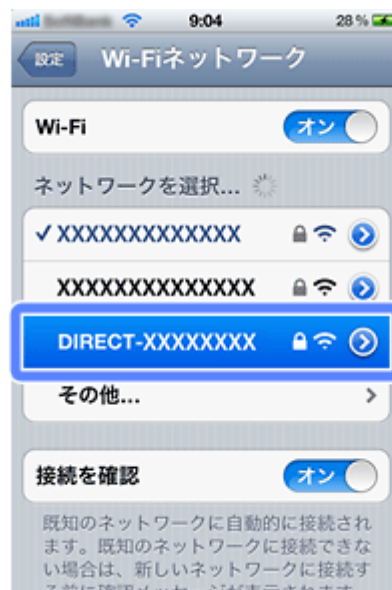 9:04
28%
設定
Wi-Fiネットワーク
Wi-Fi
オン
ネットワークを選択...
XXXXXXXXXXXXX
XXXXXXXXXXXXXX
DIRECT-XXXXXXXX
その他...
接続を確認
オン
既知のネットワークに自動的に接続され
ます。既知のネットワークに接続できな
い場合は、新しいネットワークに接続す